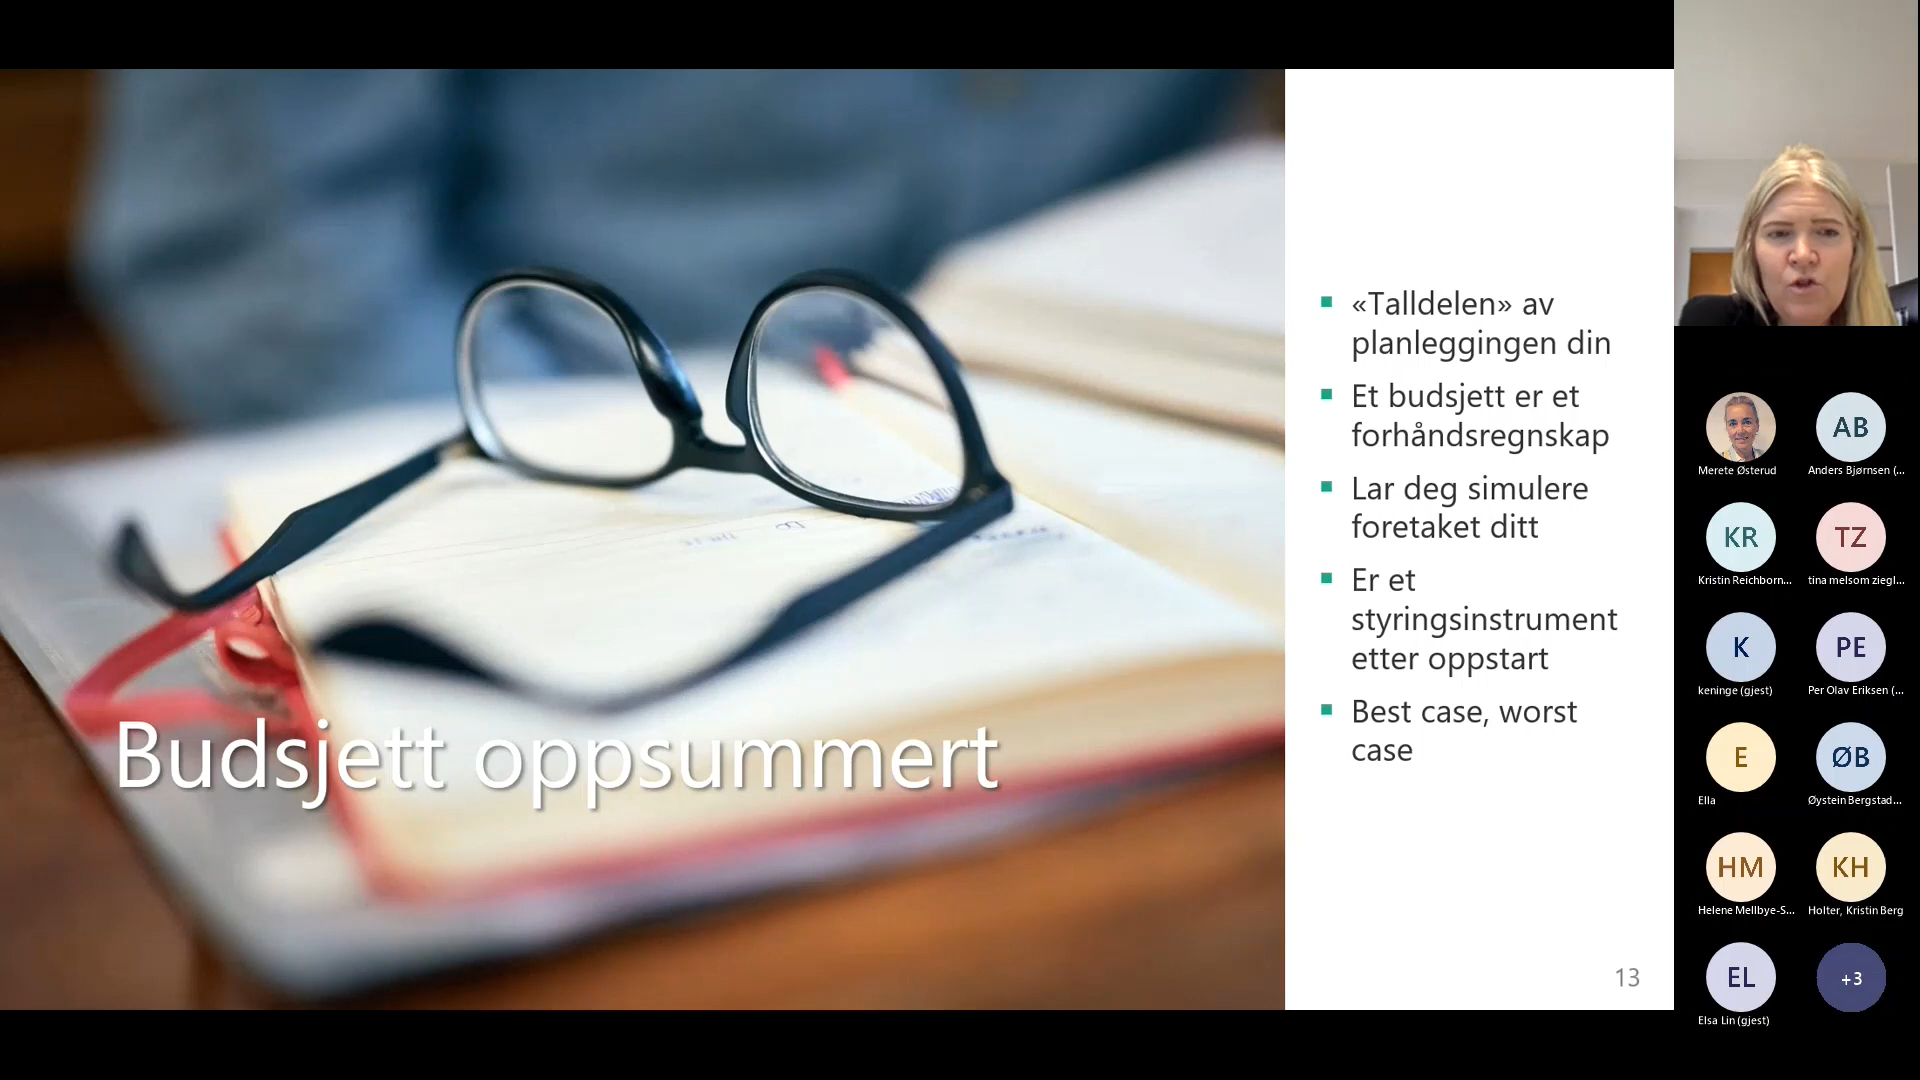 Budsjett oppsummert
▪ «Talldelen» av
planleggingen din
▪ Et budsjett er et
forhåndsregnskap
▪ Lar deg simulere
foretaket ditt
▪ Er et
styringsinstrument
etter oppstart
▪ Best case, worst
case
13
Merete Østerud
AB
Anders Bjørnsen (...
KR
Kristin Reichborn...
TZ
tina melsom ziegl...
K
keninge (gjest)
PE
Per Olav Eriksen (...
E
Ella
ØB
Øystein Bergstad...
HM
Helene Mellbye-S...
KH
Holter, Kristin Berg
EL
Elsa Lin (gjest)
+3